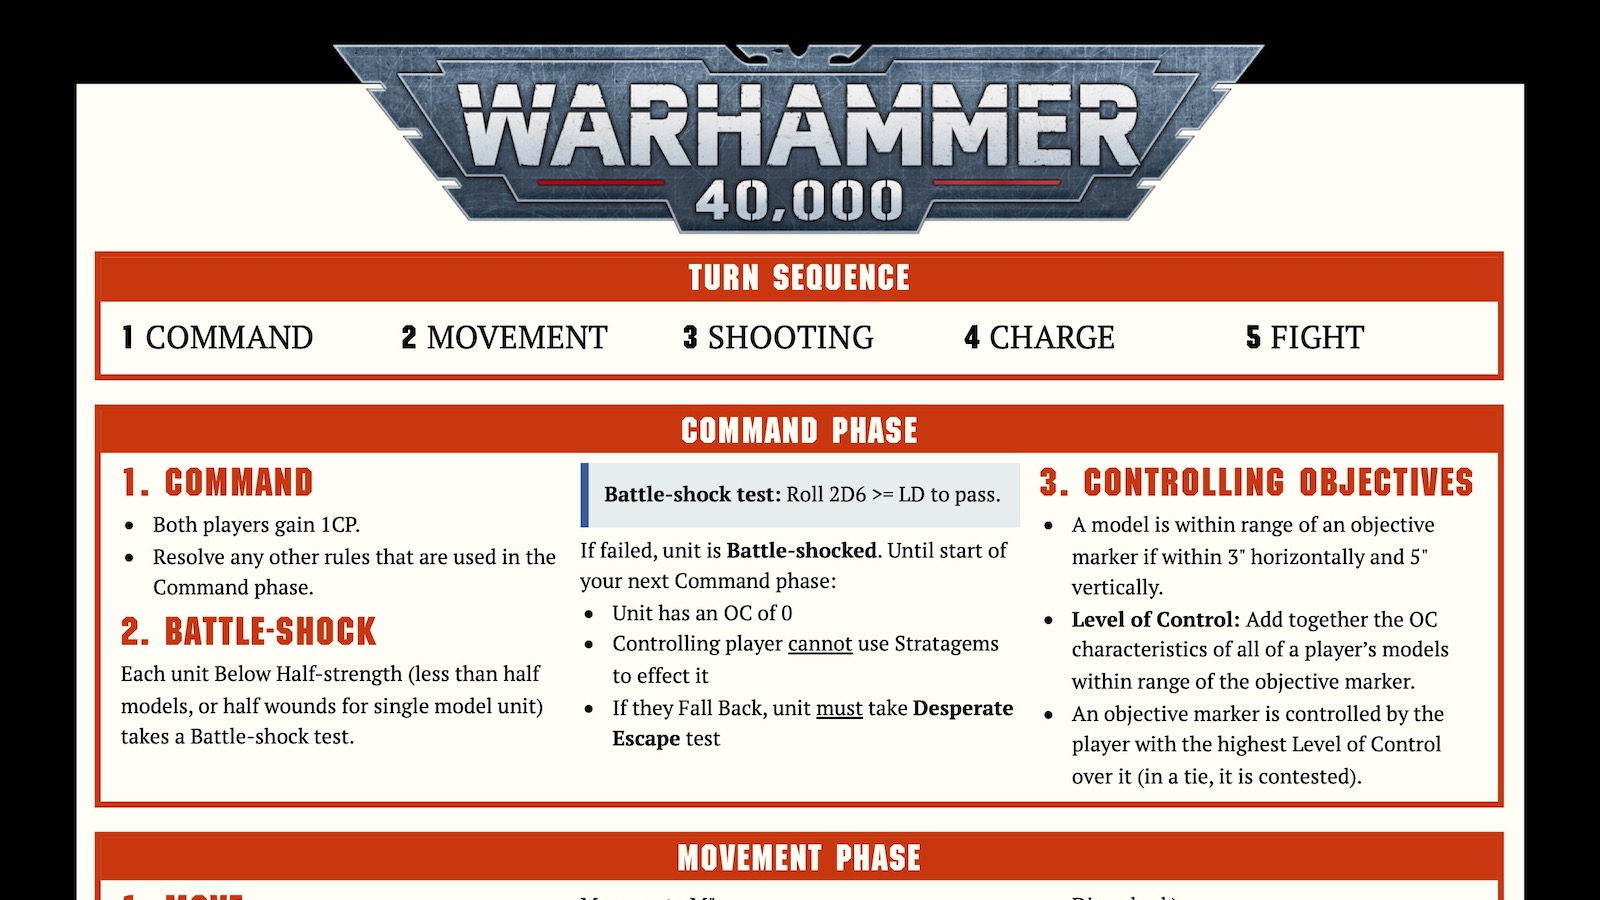 WARHAMMER
40,000
TURN SEQUENCE
1 COMMAND 2 MOVEMENT 3 SHOOTING 4 CHARGE 5 FIGHT
COMMAND PHASE
1. COMMAND
• Both players gain 1CP.
• Resolve any other rules that are used in the
Command phase.
2. BATTLE-SHOCK
Each unit Below Half-strength (less than half
models, or half wounds for single model unit)
takes a Battle-shock test.
Battle-shock test: Roll 2D6 >= LD to pass.
If failed, unit is Battle-shocked. Until start of
your next Command phase:
• Unit has an OC of 0
• Controlling player cannot use Stratagems
to effect it
• If they Fall Back, unit must take Desperate
Escape test
3. CONTROLLING OBJECTIVES
• A model is within range of an objective
marker if within 3" horizontally and 5"
vertically.
• Level of Control: Add together the OC
characteristics of all of a player’s models
within range of the objective marker.
• An objective marker is controlled by the
player with the highest Level of Control
over it (in a tie, it is contested).
MOVEMENT PHASE
1. MOVE